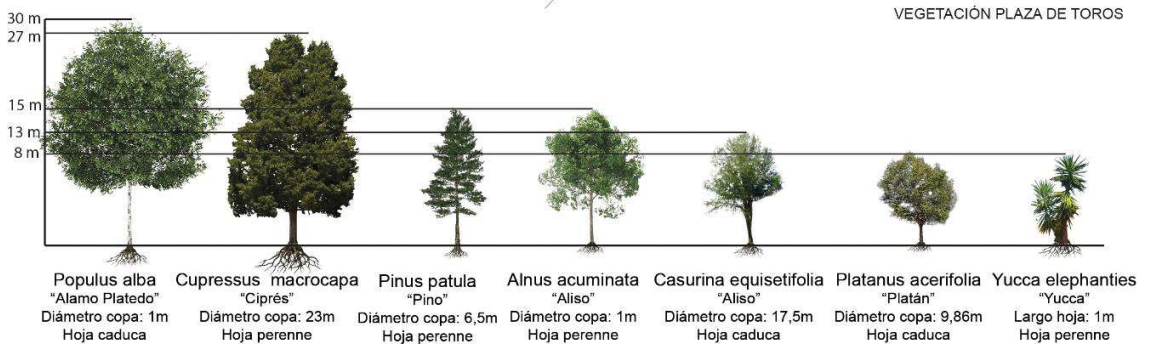 VEGETACIÓN PLAZA DE TOROS
30 m
27 m
15 m
13 m
8 m
Populus alba
"Alamo Platedo"
Diámetro copa: 1m
Hoja caduca
Cupressus macrocapa
"Ciprés"
Diámetro copa: 23m
Hoja perenne
Pinus patula
"Pino"
Diámetro copa: 6,5m
Hoja perenne
Alnus acuminata
"Aliso"
Diámetro copa: 1m
Hoja perenne
Casurina equisetifolia
"Aliso"
Diámetro copa: 17,5m
Hoja caduca
Platanus acerifolia
"Platán"
Diámetro copa: 9,86m
Hoja caduca
Yucca elephanties
"Yucca"
Largo hoja: 1m
Hoja perenne